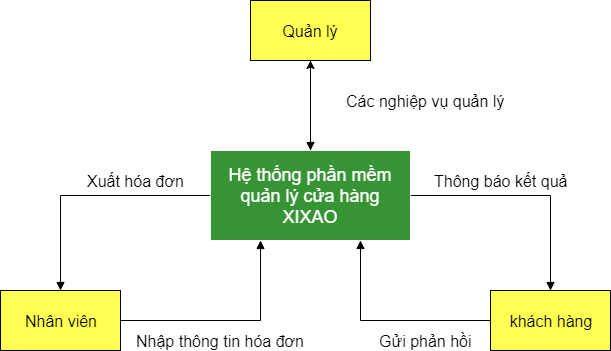 Quản lý
Các nghiệp vụ quản lý
Hệ thống phần mềm
quản lý cửa hàng
XIXAO
Xuất hóa đơn
Thông báo kết quả
Nhân viên
khách hàng
Nhập thông tin hóa đơn
Gửi phản hồi